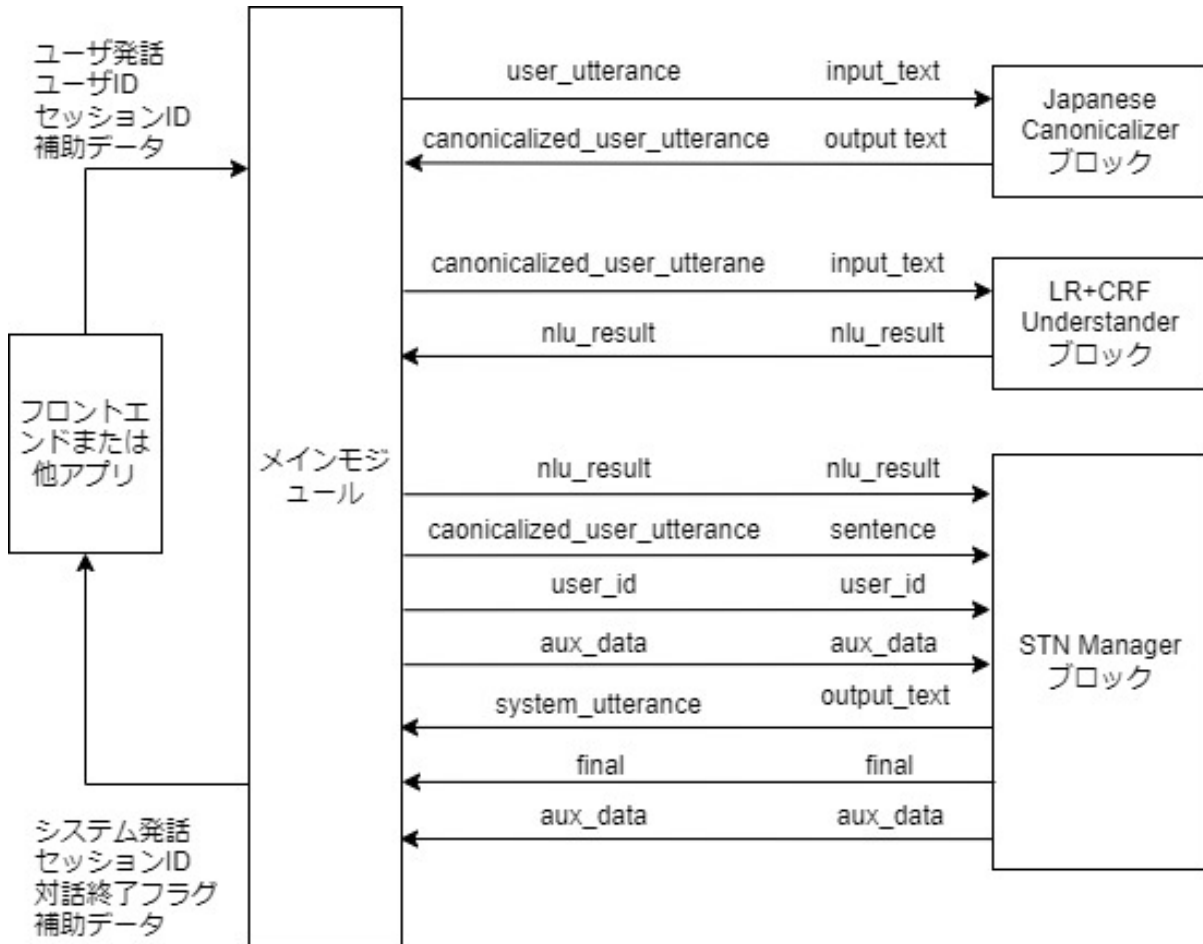 ユーザ発話
ユーザID
セッションID
補助データ
フロントエ
ンドまたは
他アプリ
システム発話
セッションID
対話終了フラグ
補助データ
メインモジ
ュール
user_utterance input_text
canonicalized_user_utterance output text
Japanese
Canonicalizer
ブロック
canonicalized_user_utterane input_text
nlu_result nlu_result
LR+CRF
Understander
ブロック
nlu_result nlu_result
caonicalized_user_utterance sentence
user_id user_id
aux_data aux_data
system_utterance output_text
final final
aux_data aux_data
STN Manager
ブロック